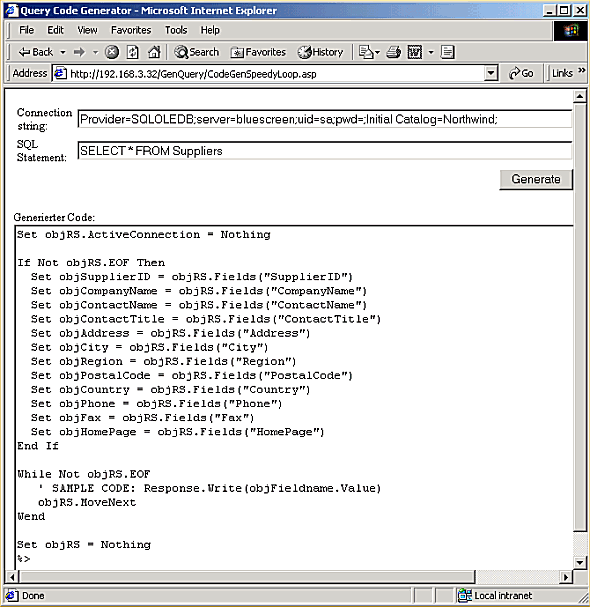 Query Code Generator - Microsoft Internet Explorer
File Edit View Favorites Tools Help
Back Search Favorites History
Address http://192.168.3.32/GenQuery/CodeGenSpeedyLoop.asp Go Links »
Connection string: Provider=SQLOLEDB;server=bluescreen;uid=sa;pwd=;Initial Catalog=Northwind;
SQL Statement: SELECT * FROM Suppliers
Generate
Generierter Code:
Set objRS.ActiveConnection = Nothing
If Not objRS.EOF Then
Set objSupplierID = objRS.Fields("SupplierID")
Set objCompanyName = objRS.Fields("CompanyName")
Set objContactName = objRS.Fields("ContactName")
Set objContactTitle = objRS.Fields("ContactTitle")
Set objAddress = objRS.Fields("Address")
Set objCity = objRS.Fields("City")
Set objRegion = objRS.Fields("Region")
Set objPostalCode = objRS.Fields("PostalCode")
Set objCountry = objRS.Fields("Country")
Set objPhone = objRS.Fields("Phone")
Set objFax = objRS.Fields("Fax")
Set objHomePage = objRS.Fields("HomePage")
End If
While Not objRS.EOF
' SAMPLE CODE: Response.Write(objFieldname.Value)
objRS.MoveNext
Wend
Set objRS = Nothing
%>
Done Local intranet